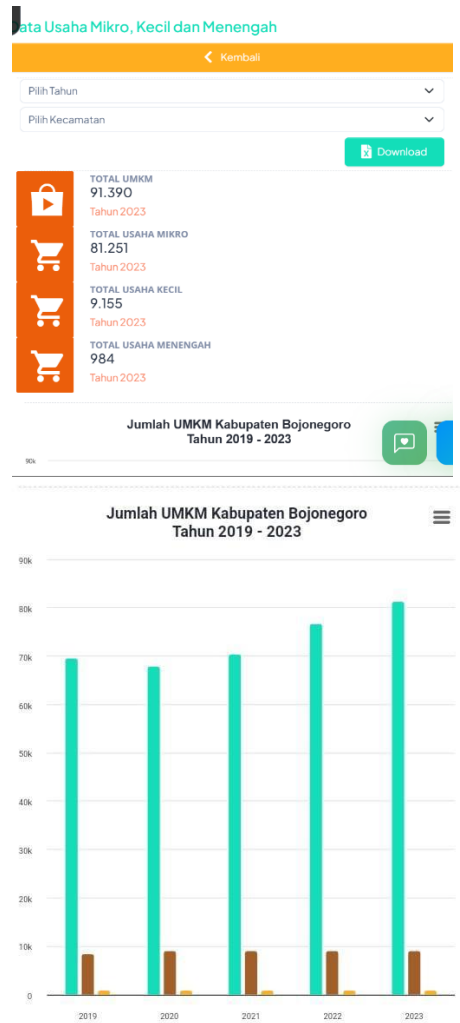 ata Usaha Mikro, Kecil dan Menengah
Kembali
Pilih Tahun
Pilih Kecamatan
Download
TOTAL UMKM
91.390
Tahun 2023
TOTAL USAHA MIKRO
81.251
Tahun 2023
TOTAL USAHA KECIL
9.155
Tahun 2023
TOTAL USAHA MENENGAH
984
Tahun 2023
Jumlah UMKM Kabupaten Bojonegoro
Tahun 2019 - 2023
90k
Jumlah UMKM Kabupaten Bojonegoro
Tahun 2019 - 2023
90k
80k
70k
60k
50k
40k
30k
20k
10k
0
2019 2020 2021 2022 2023